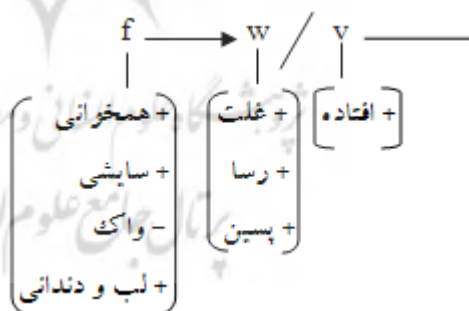 f → w / v ——
+ همخوانی + غلت + افتاده
+ سایشی + رسا
- واک + پسین
+ لب و دندانی